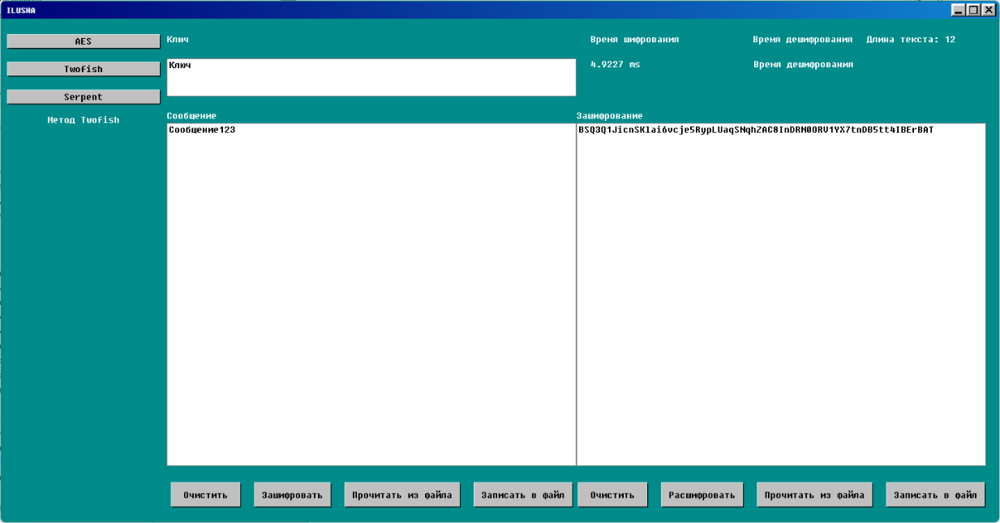 ILUSHA
AES
Twofish
Serpent
Метод Twofish
Ключ
Ключ
Время шифрования
Время дешифрования
Длина текста: 12
4.9227 ms
Время дешифрования
Сообщение
Сообщение123
Зашифрование
BSQ3Q1JicnSKlai6vcje5RypLUaqSNqhZAC8InDRN0ORV1YX7tnDB5tt4IBErBAT
Очистить
Зашифровать
Прочитать из файла
Записать в файл
Очистить
Расшифровать
Прочитать из файла
Записать в файл